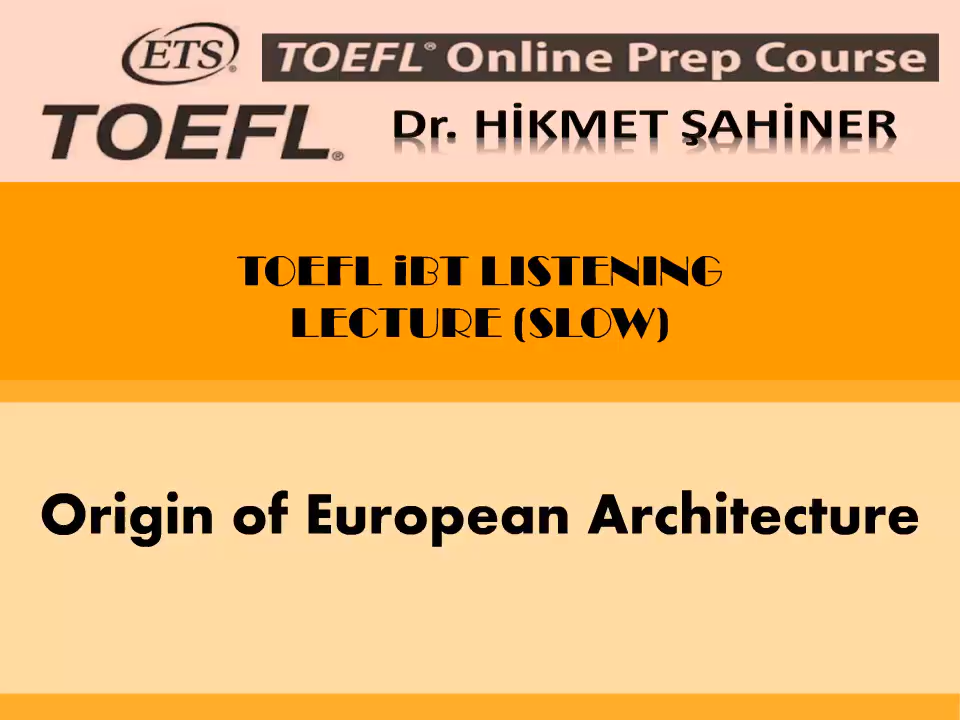 ETS® TOEFL® Online Prep Course
TOEFL® Dr. HİKMET ŞAHİNER
TOEFL iBT LISTENING
LECTURE (SLOW)
Origin of European Architecture